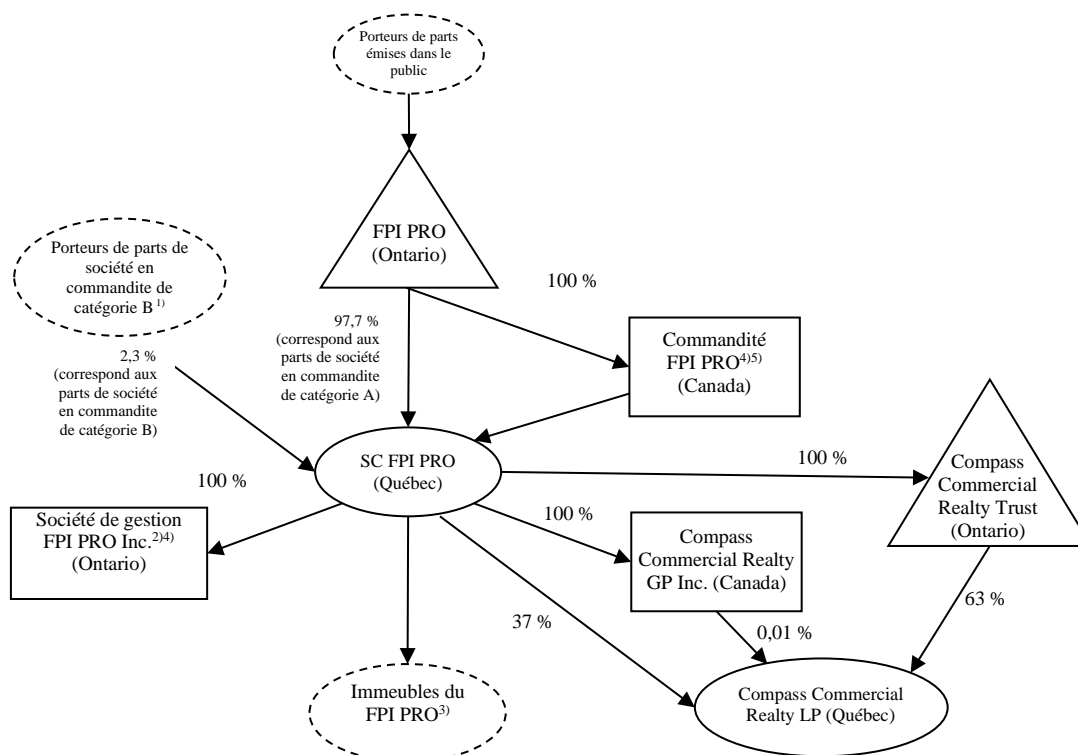 Porteurs de parts
émises dans le
public
FPI PRO
(Ontario)
Porteurs de parts de
société en
commandite de
catégorie B 1)
100 %
97,7 %
(correspond aux
parts de société
en commandite
de catégorie A)
Commandité
FPI PRO4)5)
(Canada)
2,3 %
(correspond aux
parts de société
en commandite
de catégorie B)
SC FPI PRO
(Québec)
100 %
Compass
Commercial
Realty Trust
(Ontario)
100 %
Société de gestion
FPI PRO Inc.2)4)
(Ontario)
100 %
Compass
Commercial Realty
GP Inc. (Canada)
63 %
37 %
0,01 %
Immeubles du
FPI PRO3)
Compass Commercial
Realty LP (Québec)